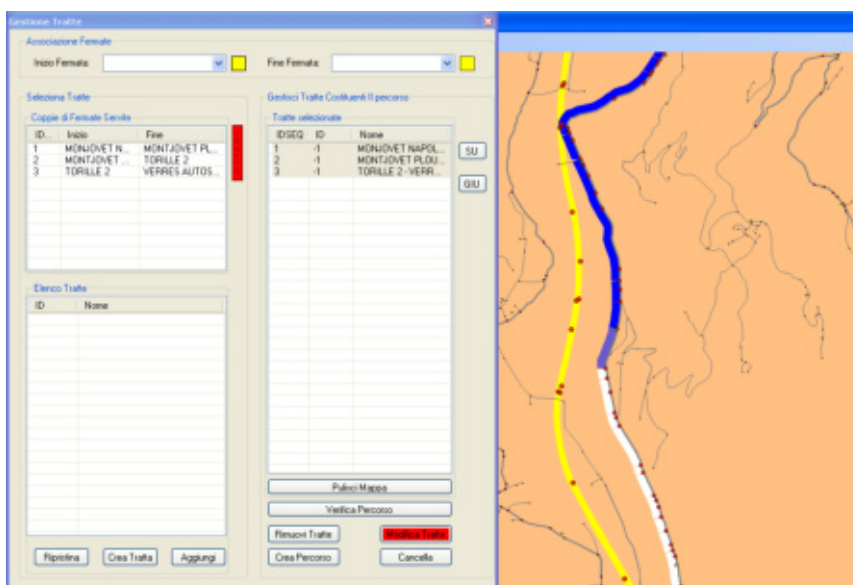 Gestione Tratte
Associazione Fermate
Inizio Fermata:
Fine Fermata:
Seleziona Tratte
Coppie di Fermate Servite
ID... Inizio Fine
1 MONJOVET N... MONTJOVET PL...
2 MONTJOVET ... TORILLE 2
3 TORILLE 2 VERRES AUTOS...
Elenco Tratte
ID Nome
Ripristina Crea Tratta Aggiungi
Gestisci Tratte Costituenti Il percorso
Tratte selezionate
IDSEQ ID Nome
1 -1 MONJOVET NAPOL...
2 -1 MONTJOVET PLOU...
3 -1 TORILLE 2 - VERR...
SU
GIU
Pulisci Mappa
Verifica Percorso
Rimuovi Tratte Modifica Tratta
Crea Percorso Cancella